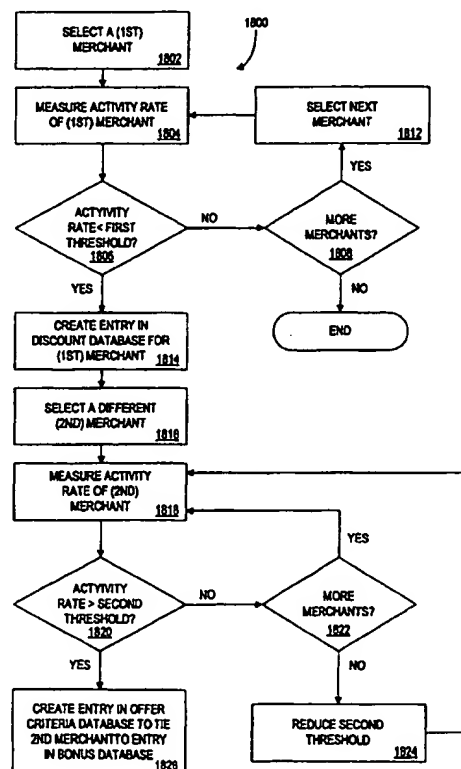 SELECT A (1ST)
MERCHANT
1802
1800
MEASURE ACTIVITY RATE
OF (1ST) MERCHANT
1804
SELECT NEXT
MERCHANT
1812
YES
ACTYIVITY
RATE < FIRST
THRESHOLD?
1806
NO
MORE
MERCHANTS?
1808
YES
NO
CREATE ENTRY IN
DISCOUNT DATABASE FOR
(1ST) MERCHANT
1814
END
SELECT A DIFFERENT
(2ND) MERCHANT
1816
MEASURE ACTIVITY
RATE OF (2ND)
MERCHANT
1818
YES
ACTYIVITY
RATE > SECOND
THRESHOLD?
1820
NO
MORE
MERCHANTS?
1822
YES
NO
CREATE ENTRY IN OFFER
CRITERIA DATABASE TO TIE
2ND MERCHANTTO ENTRY
IN BONUS DATABASE
1826
REDUCE SECOND
THRESHOLD
1824